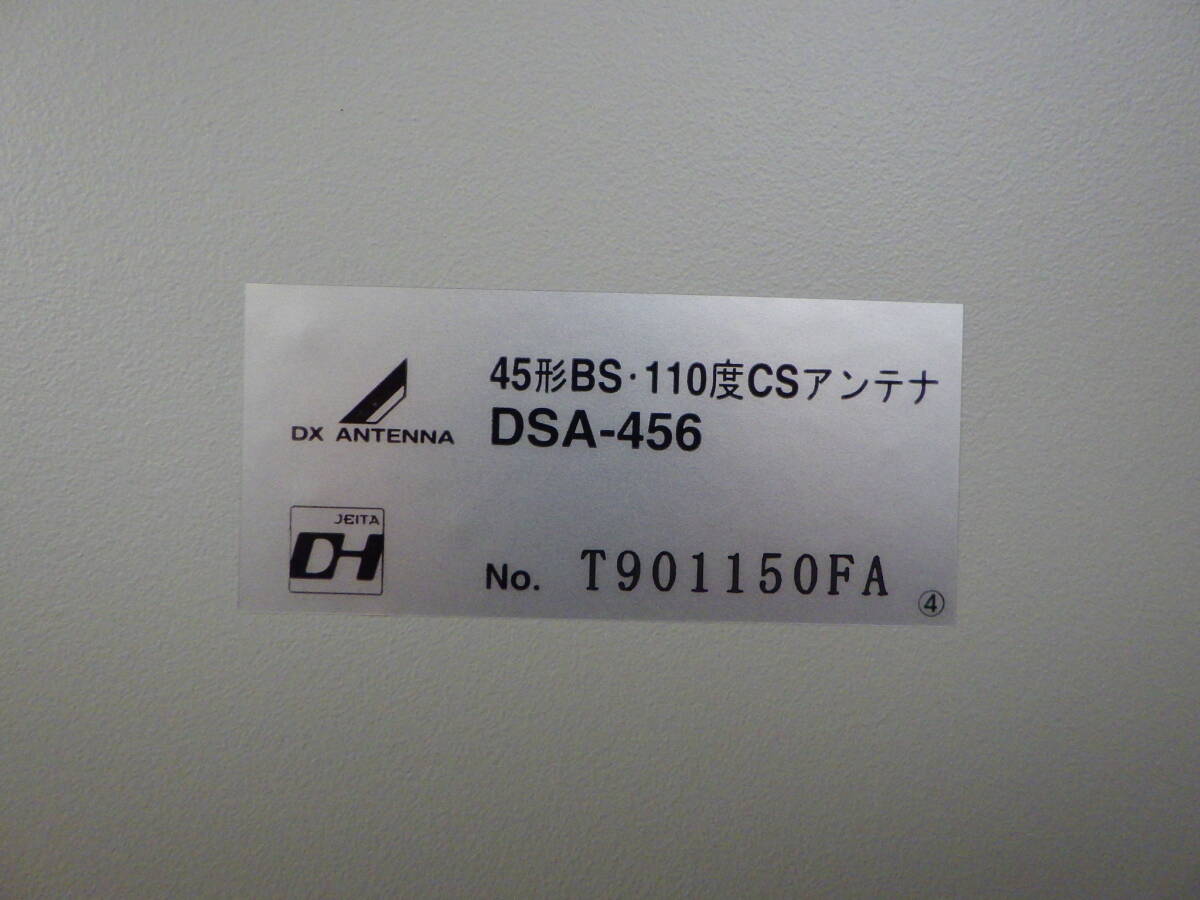 45形BS・110度CSアンテナ
DX ANTENNA
DSA-456
JEITA
DH
No. T901150FA
④